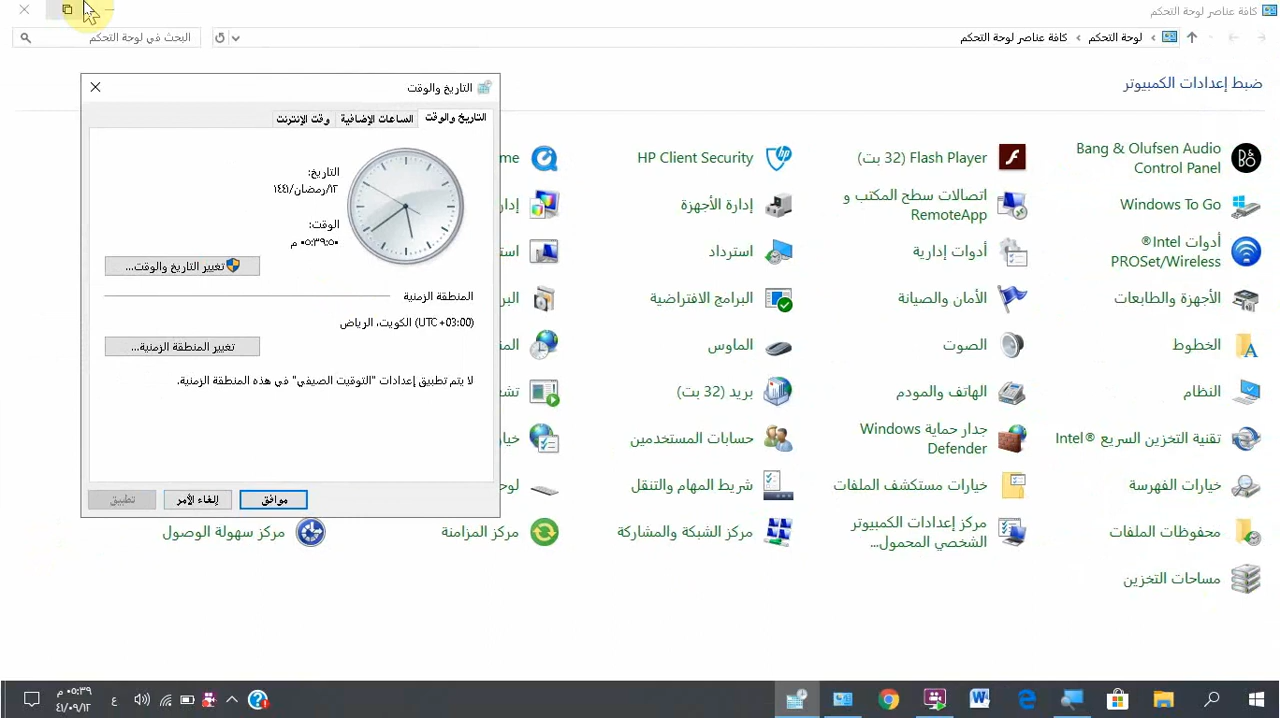 كافة عناصر لوحة التحكم
لوحة التحكم
كافة عناصر لوحة التحكم
البحث في لوحة التحكم
ضبط إعدادات الكمبيوتر
التاريخ والوقت
التاريخ والوقت
الساعات الإضافية
وقت الإنترنت
التاريخ:
١٢/رمضان/١٤٤١
الوقت:
٠٥:٣٩:٥٠ م
تغيير التاريخ والوقت...
المنطقة الزمنية
(UTC +03:00) الكويت، الرياض
تغيير المنطقة الزمنية...
لا يتم تطبيق إعدادات "التوقيت الصيفي" في هذه المنطقة الزمنية.
موافق
إلغاء الأمر
تطبيق
Bang & Olufsen Audio
Control Panel
Flash Player (32 بت)
HP Client Security
Windows To Go
اتصالات سطح المكتب و
RemoteApp
إدارة الأجهزة
أدوات Intel®
PROSet/Wireless
أدوات إدارية
استرداد
الأجهزة والطابعات
الأمان والصيانة
البرامج الافتراضية
الخطوط
الصوت
الماوس
النظام
الهاتف والمودم
بريد (32 بت)
تقنية التخزين السريع Intel®
جدار حماية Windows
Defender
حسابات المستخدمين
خيارات الفهرسة
خيارات مستكشف الملفات
شريط المهام والتنقل
محفوظات الملفات
مركز إعدادات الكمبيوتر
الشخصي المحمول...
مركز الشبكة والمشاركة
مركز المزامنة
مركز سهولة الوصول
مساحات التخزين
ع
٠٥:٣٩ م
٤١/٠٩/١٢